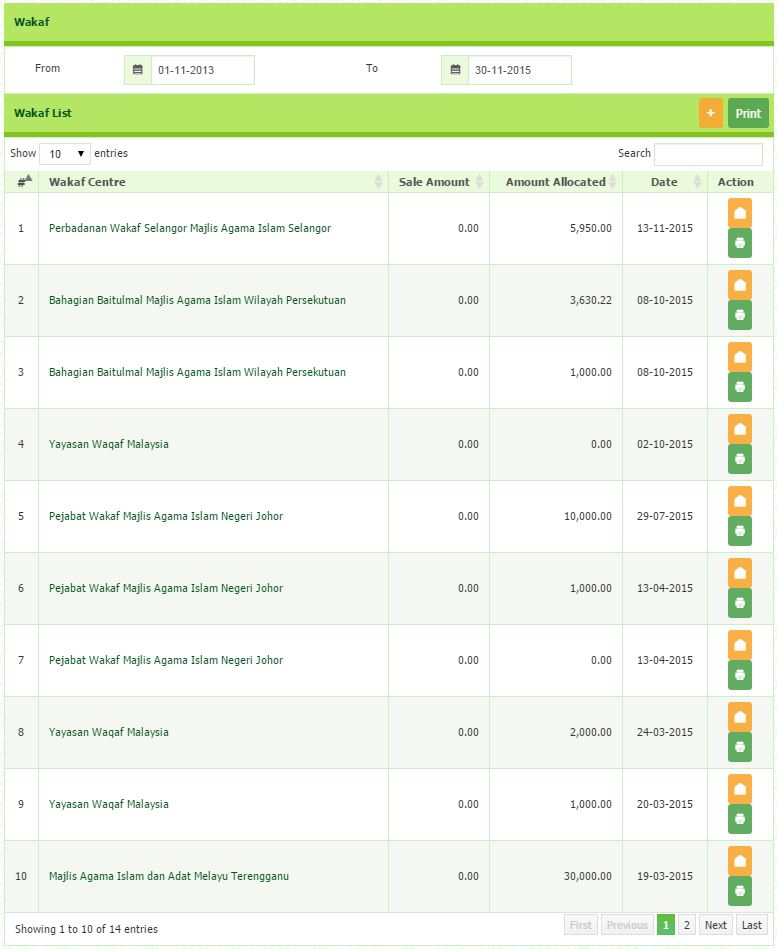 Wakaf
From 01-11-2013 To 30-11-2015
Wakaf List + Print
Show 10 entries Search
# Wakaf Centre Sale Amount Amount Allocated Date Action
1 Perbadanan Wakaf Selangor Majlis Agama Islam Selangor 0.00 5,950.00 13-11-2015
2 Bahagian Baitulmal Majlis Agama Islam Wilayah Persekutuan 0.00 3,630.22 08-10-2015
3 Bahagian Baitulmal Majlis Agama Islam Wilayah Persekutuan 0.00 1,000.00 08-10-2015
4 Yayasan Waqaf Malaysia 0.00 0.00 02-10-2015
5 Pejabat Wakaf Majlis Agama Islam Negeri Johor 0.00 10,000.00 29-07-2015
6 Pejabat Wakaf Majlis Agama Islam Negeri Johor 0.00 1,000.00 13-04-2015
7 Pejabat Wakaf Majlis Agama Islam Negeri Johor 0.00 0.00 13-04-2015
8 Yayasan Waqaf Malaysia 0.00 2,000.00 24-03-2015
9 Yayasan Waqaf Malaysia 0.00 1,000.00 20-03-2015
10 Majlis Agama Islam dan Adat Melayu Terengganu 0.00 30,000.00 19-03-2015
Showing 1 to 10 of 14 entries First Previous 1 2 Next Last